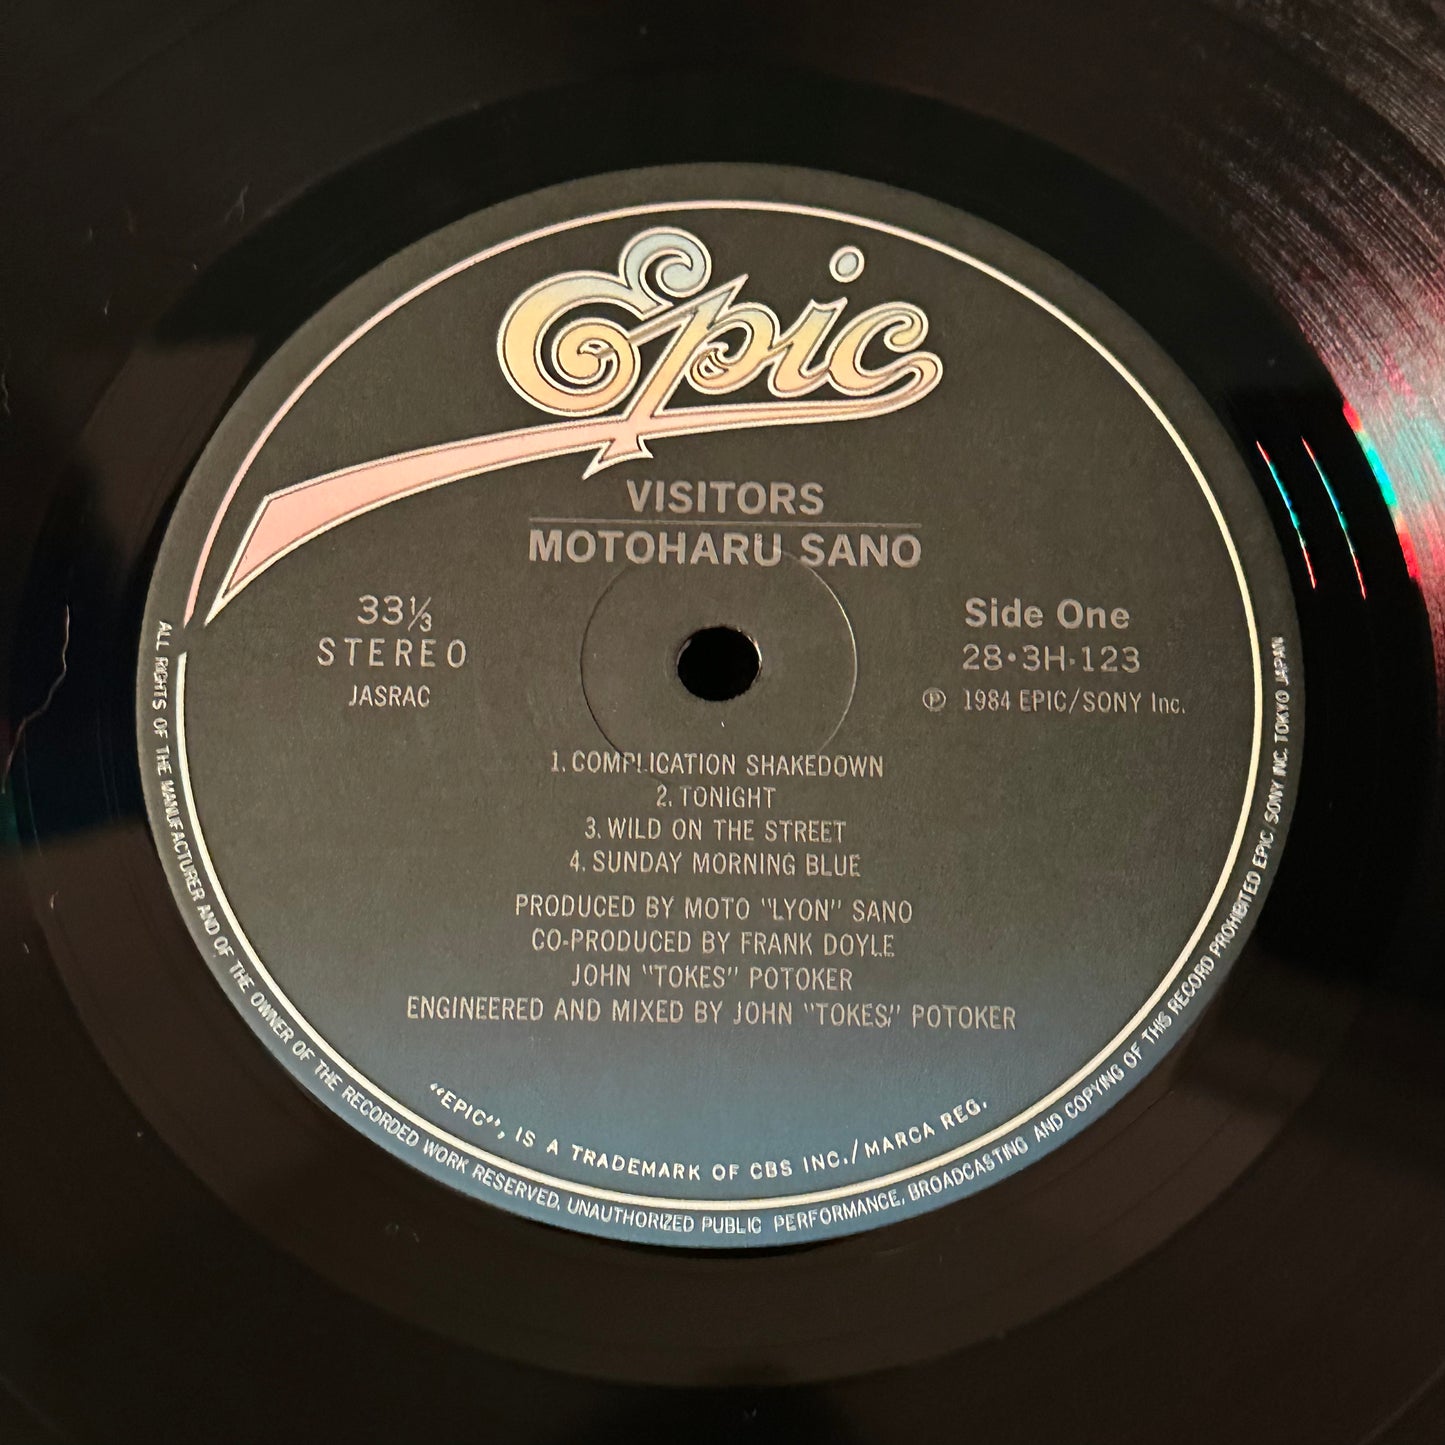 Epic
VISITORS
MOTOHARU SANO
33⅓
STEREO
JASRAC
Side One
28・3H-123
Ⓟ 1984 EPIC/SONY Inc.
1. COMPLICATION SHAKEDOWN
2. TONIGHT
3. WILD ON THE STREET
4. SUNDAY MORNING BLUE
PRODUCED BY MOTO "LYON" SANO
CO-PRODUCED BY FRANK DOYLE
JOHN "TOKES" POTOKER
ENGINEERED AND MIXED BY JOHN "TOKES," POTOKER
"EPIC", IS A TRADEMARK OF CBS INC./MARCA REG.
ALL RIGHTS OF THE MANUFACTURER AND OF THE OWNER OF THE RECORDED WORK RESERVED. UNAUTHORIZED PUBLIC PERFORMANCE, BROADCASTING AND COPYING OF THIS RECORD PROHIBITED EPIC/SONY INC. TOKYO JAPAN